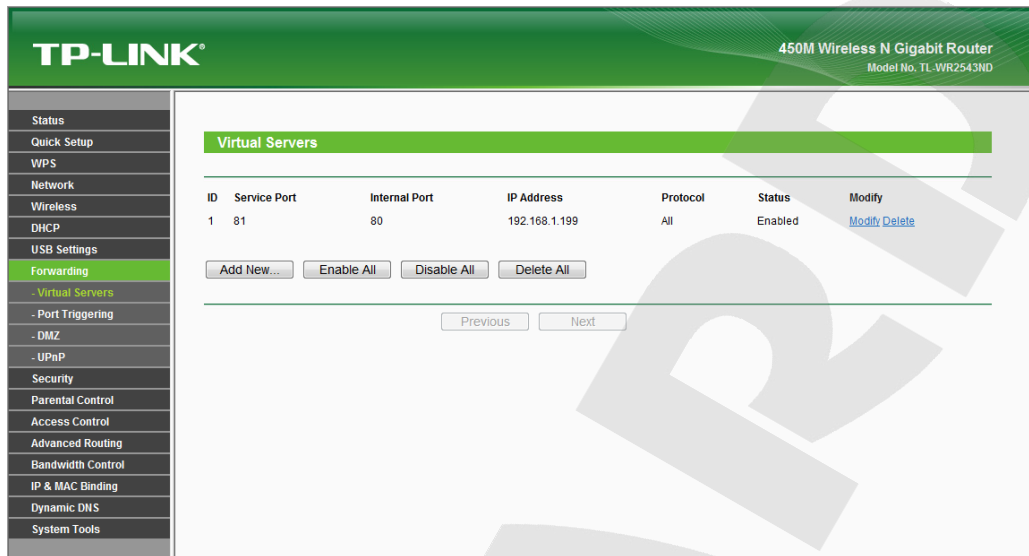 TP-LINK®
450M Wireless N Gigabit Router
Model No. TL-WR2543ND
Status
Quick Setup
WPS
Network
Wireless
DHCP
USB Settings
Forwarding
- Virtual Servers
- Port Triggering
- DMZ
- UPnP
Security
Parental Control
Access Control
Advanced Routing
Bandwidth Control
IP & MAC Binding
Dynamic DNS
System Tools
Virtual Servers
ID Service Port Internal Port IP Address Protocol Status Modify
1 81 80 192.168.1.199 All Enabled Modify Delete
Add New... Enable All Disable All Delete All
Previous Next